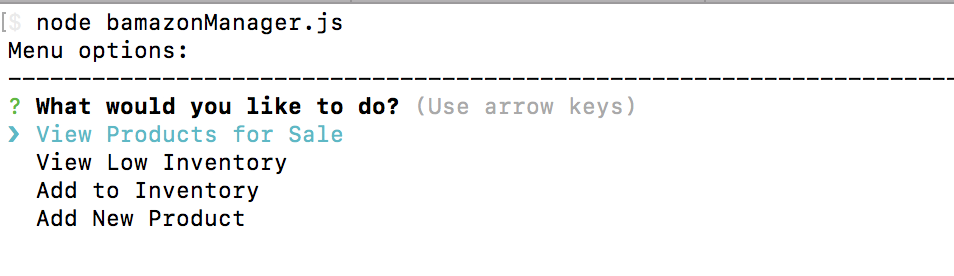 [$ node bamazonManager.js
Menu options:
--------------------------------------------------------------------
? What would you like to do? (Use arrow keys)
❯ View Products for Sale
View Low Inventory
Add to Inventory
Add New Product